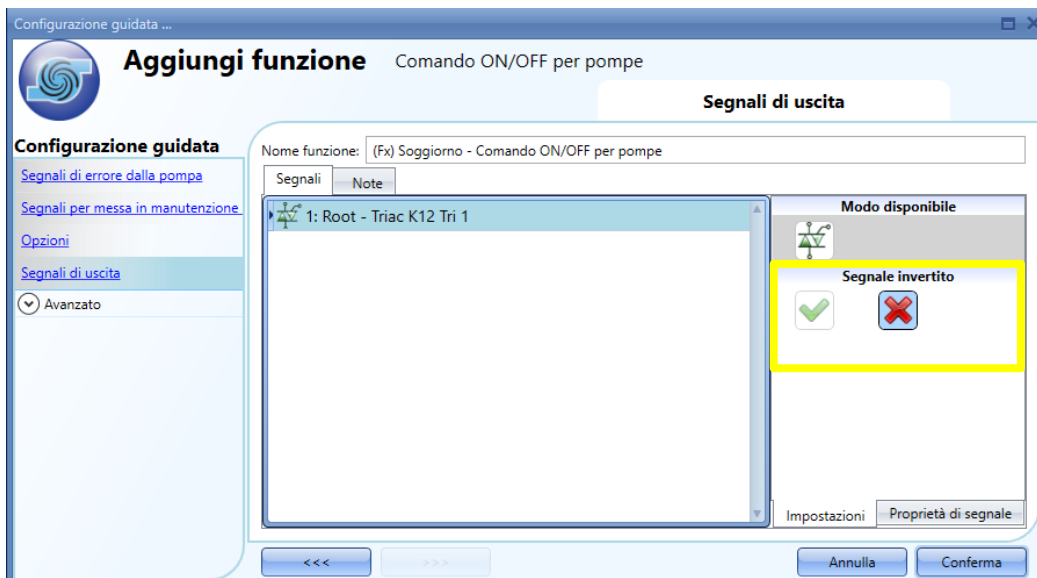 Configurazione guidata ...
Aggiungi funzione Comando ON/OFF per pompe
Segnali di uscita
Configurazione guidata
Segnali di errore dalla pompa
Segnali per messa in manutenzione
Opzioni
Segnali di uscita
Avanzato
Nome funzione: (Fx) Soggiorno - Comando ON/OFF per pompe
Segnali Note
1: Root - Triac K12 Tri 1
Modo disponibile
Segnale invertito
Impostazioni Proprietà di segnale
<<< >>> Annulla Conferma